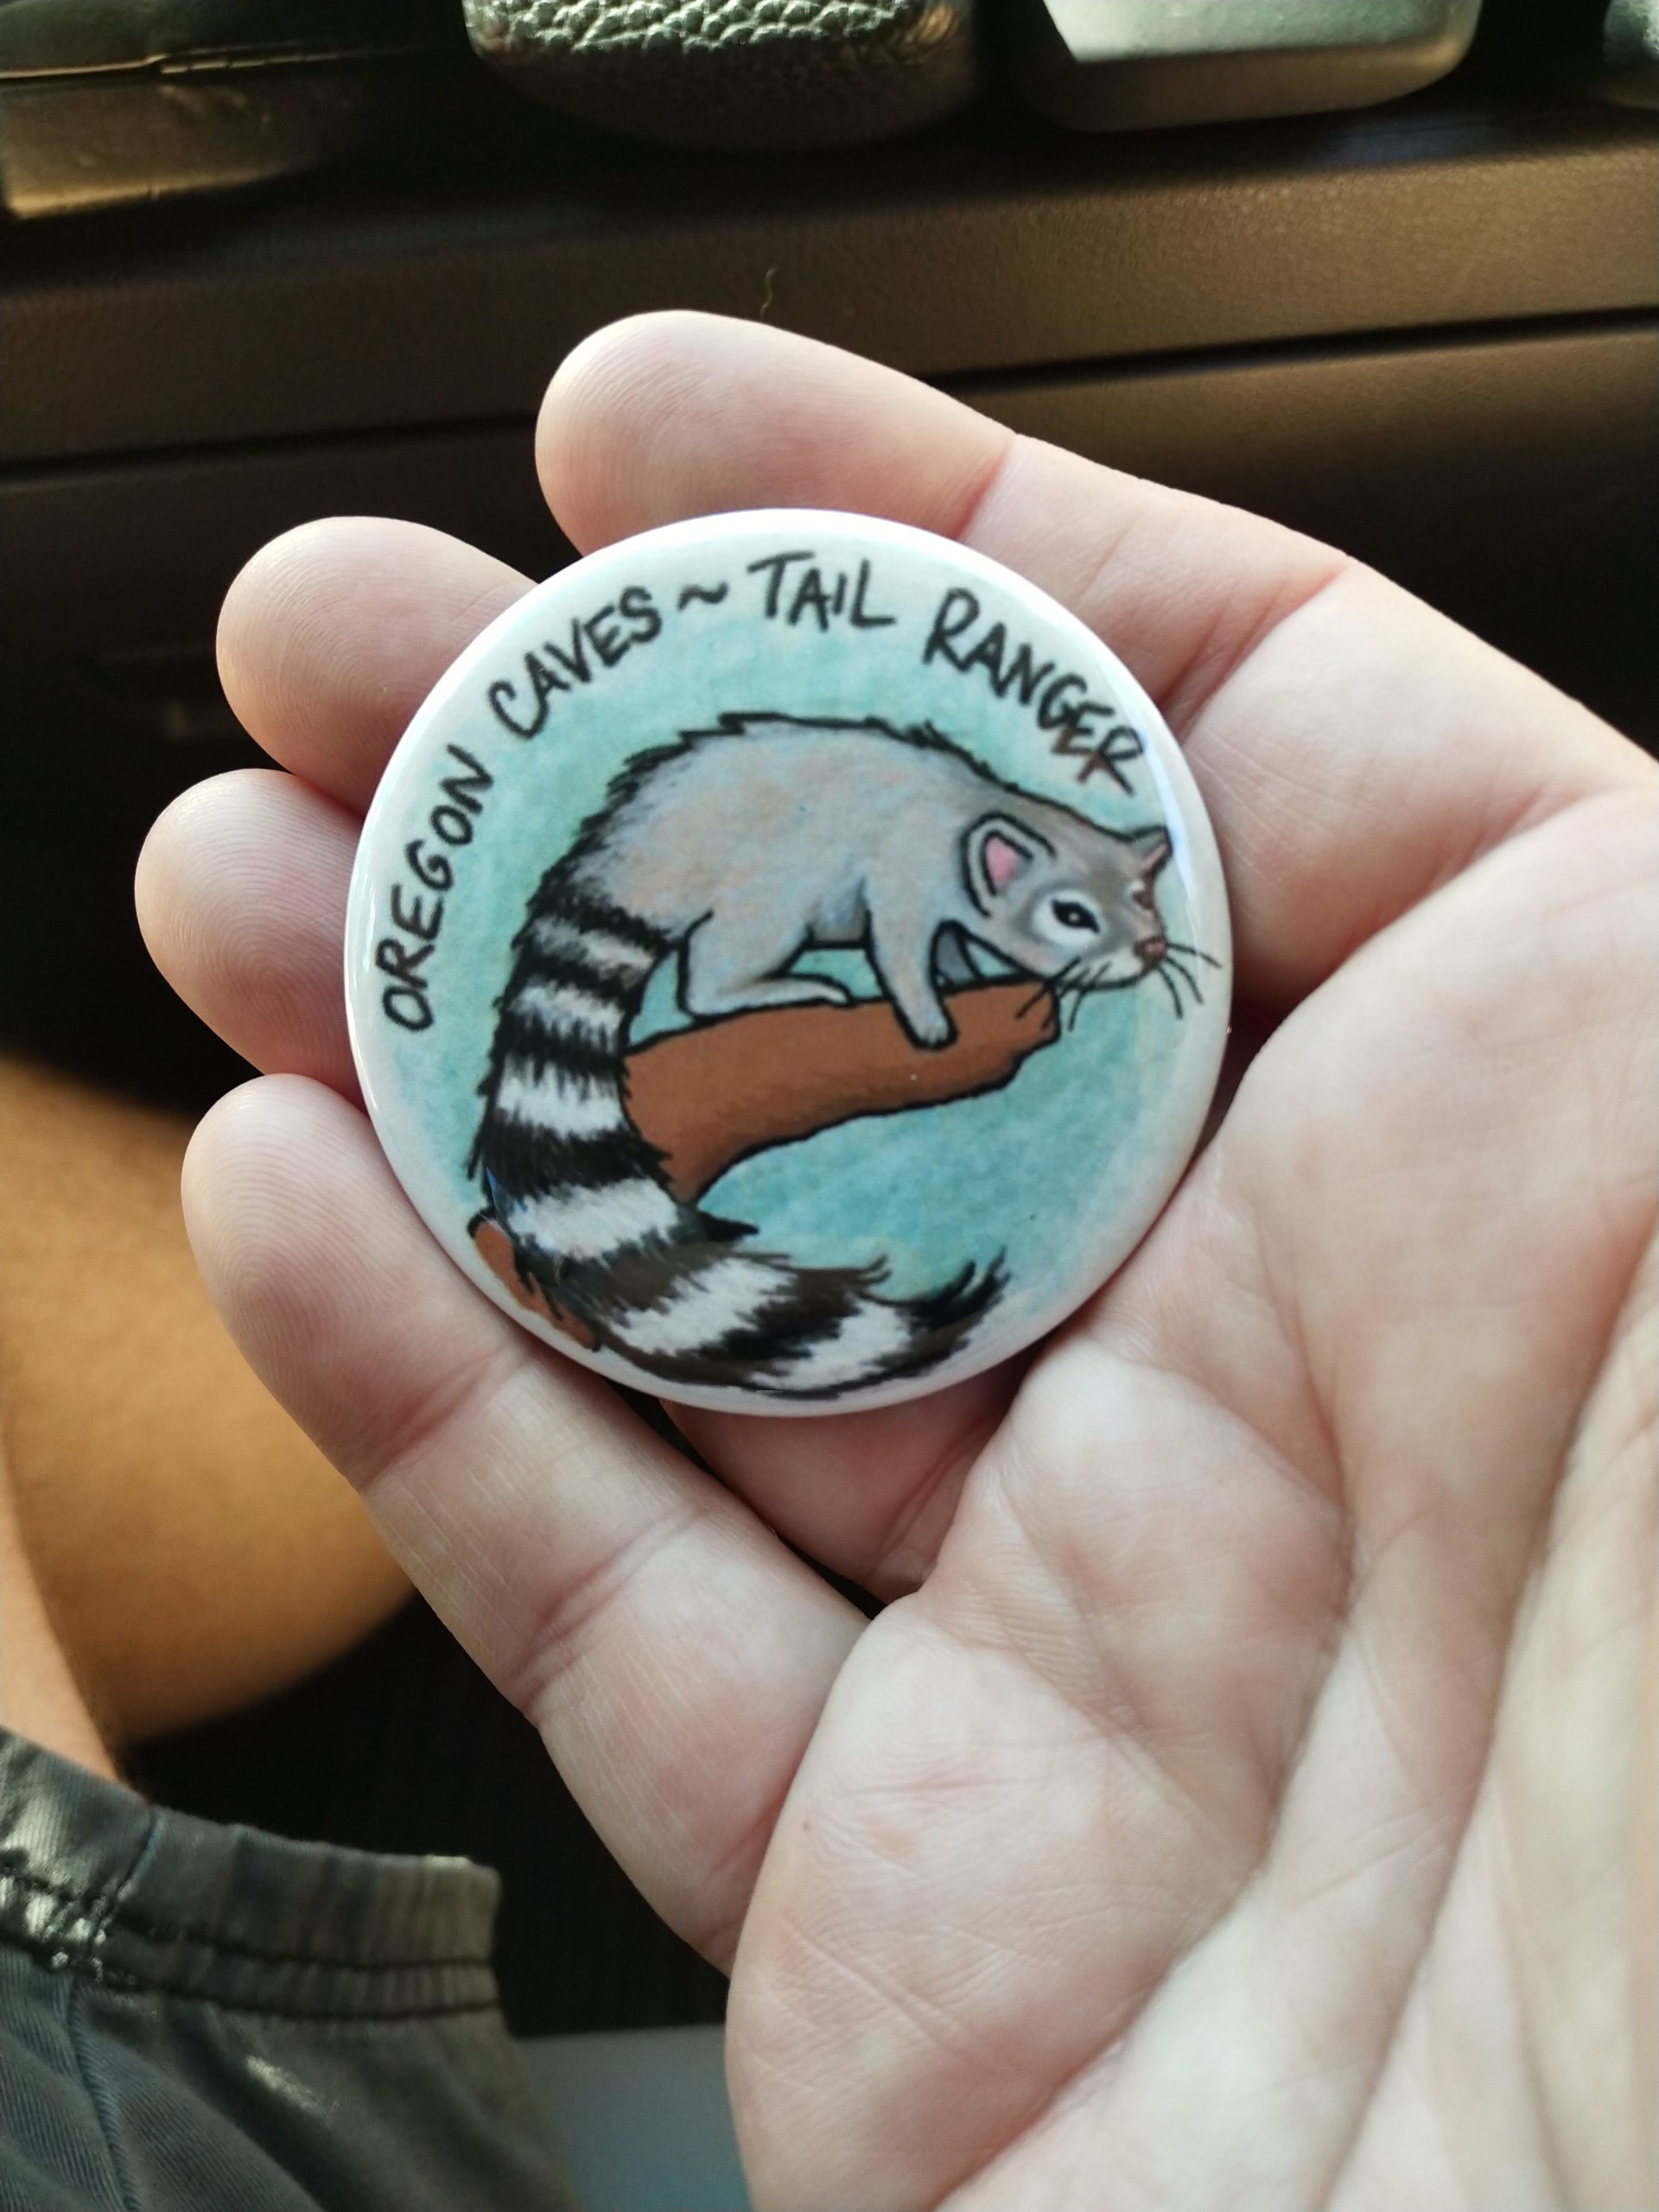 OREGON CAVES ~ TAIL RANGER